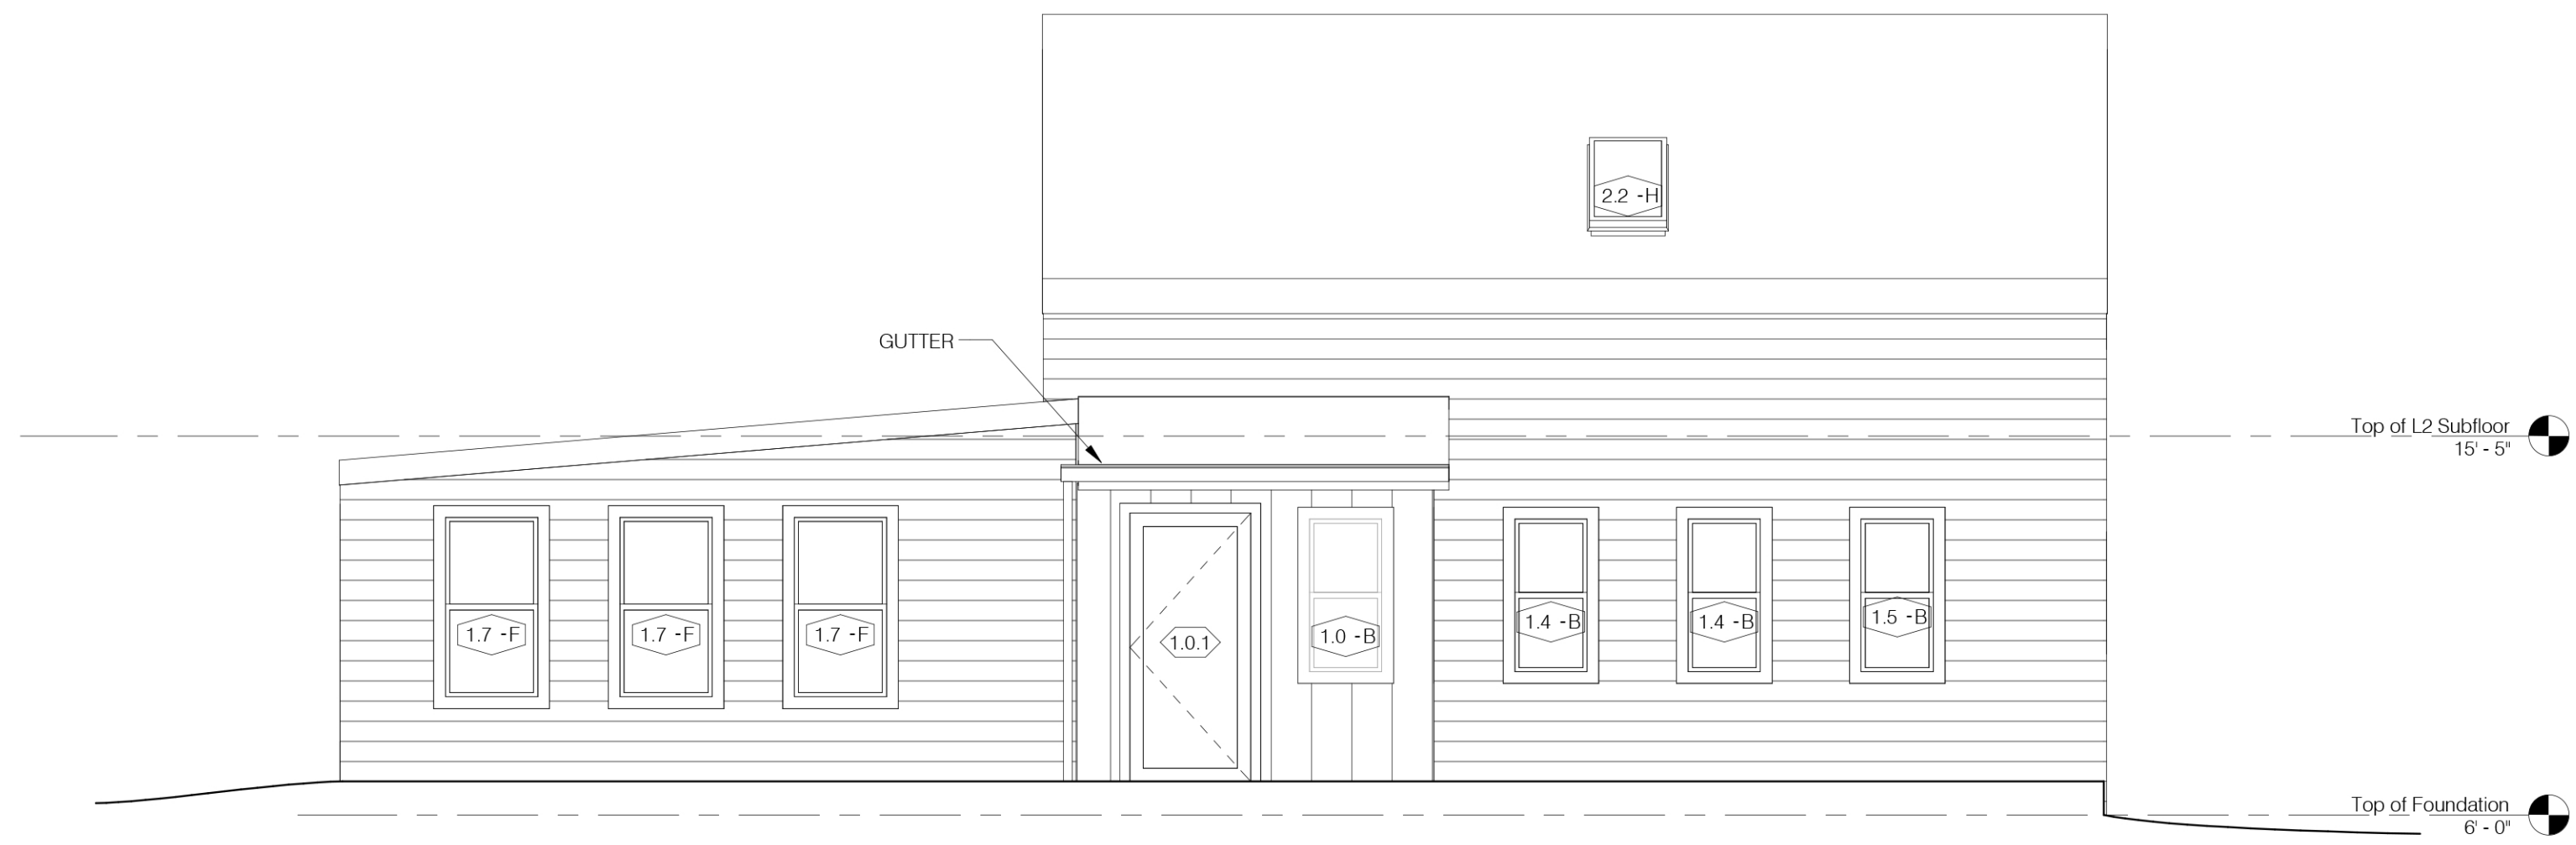 2.2 -H
GUTTER
Top of L2 Subfloor
15' - 5"
1.7 -F
1.7 -F
1.7 -F
1.0.1
1.0 -B
1.4 -B
1.4 -B
1.5 -B
Top of Foundation
6' - 0"